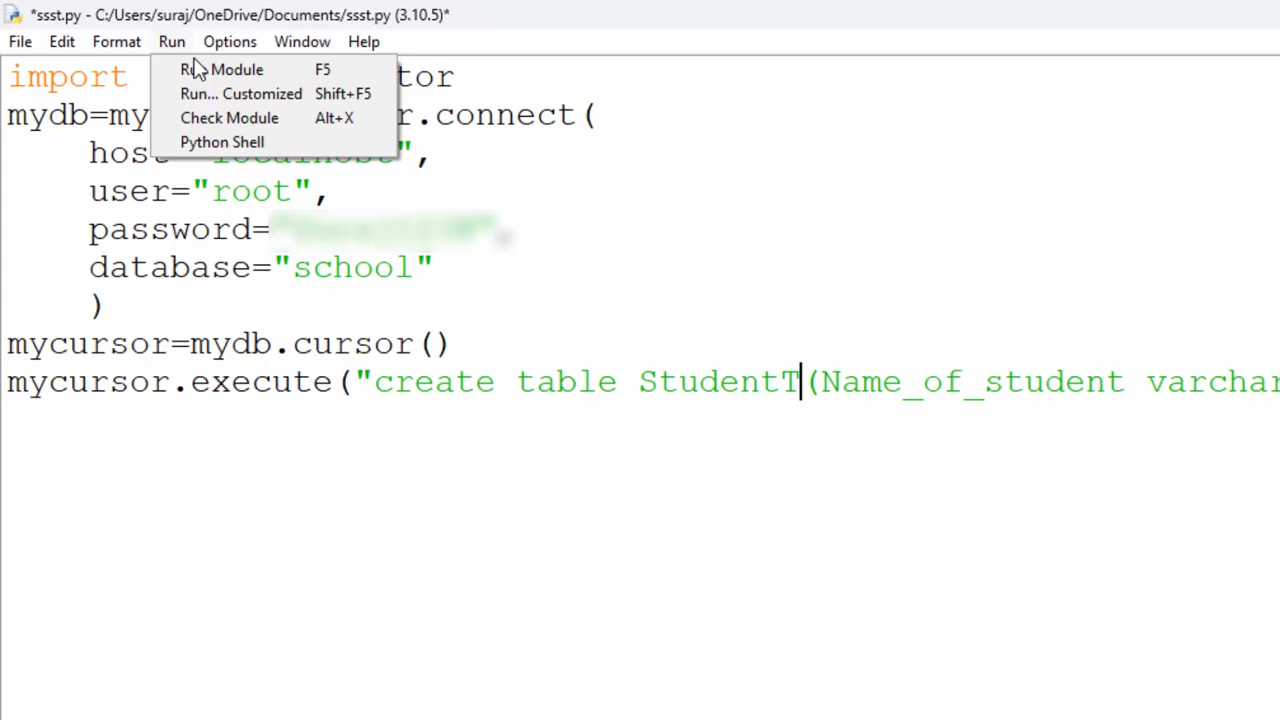 *ssst.py - C:/Users/suraj/OneDrive/Documents/ssst.py (3.10.5)*
File Edit Format Run Options Window Help
Module F5
Run... Customized Shift+F5
Check Module Alt+X
Python Shell
import
mydb=my .connect(
host ",
user="root",
password=
database="school"
)
mycursor=mydb.cursor()
mycursor.execute("create table StudentT(Name_of_student varchar